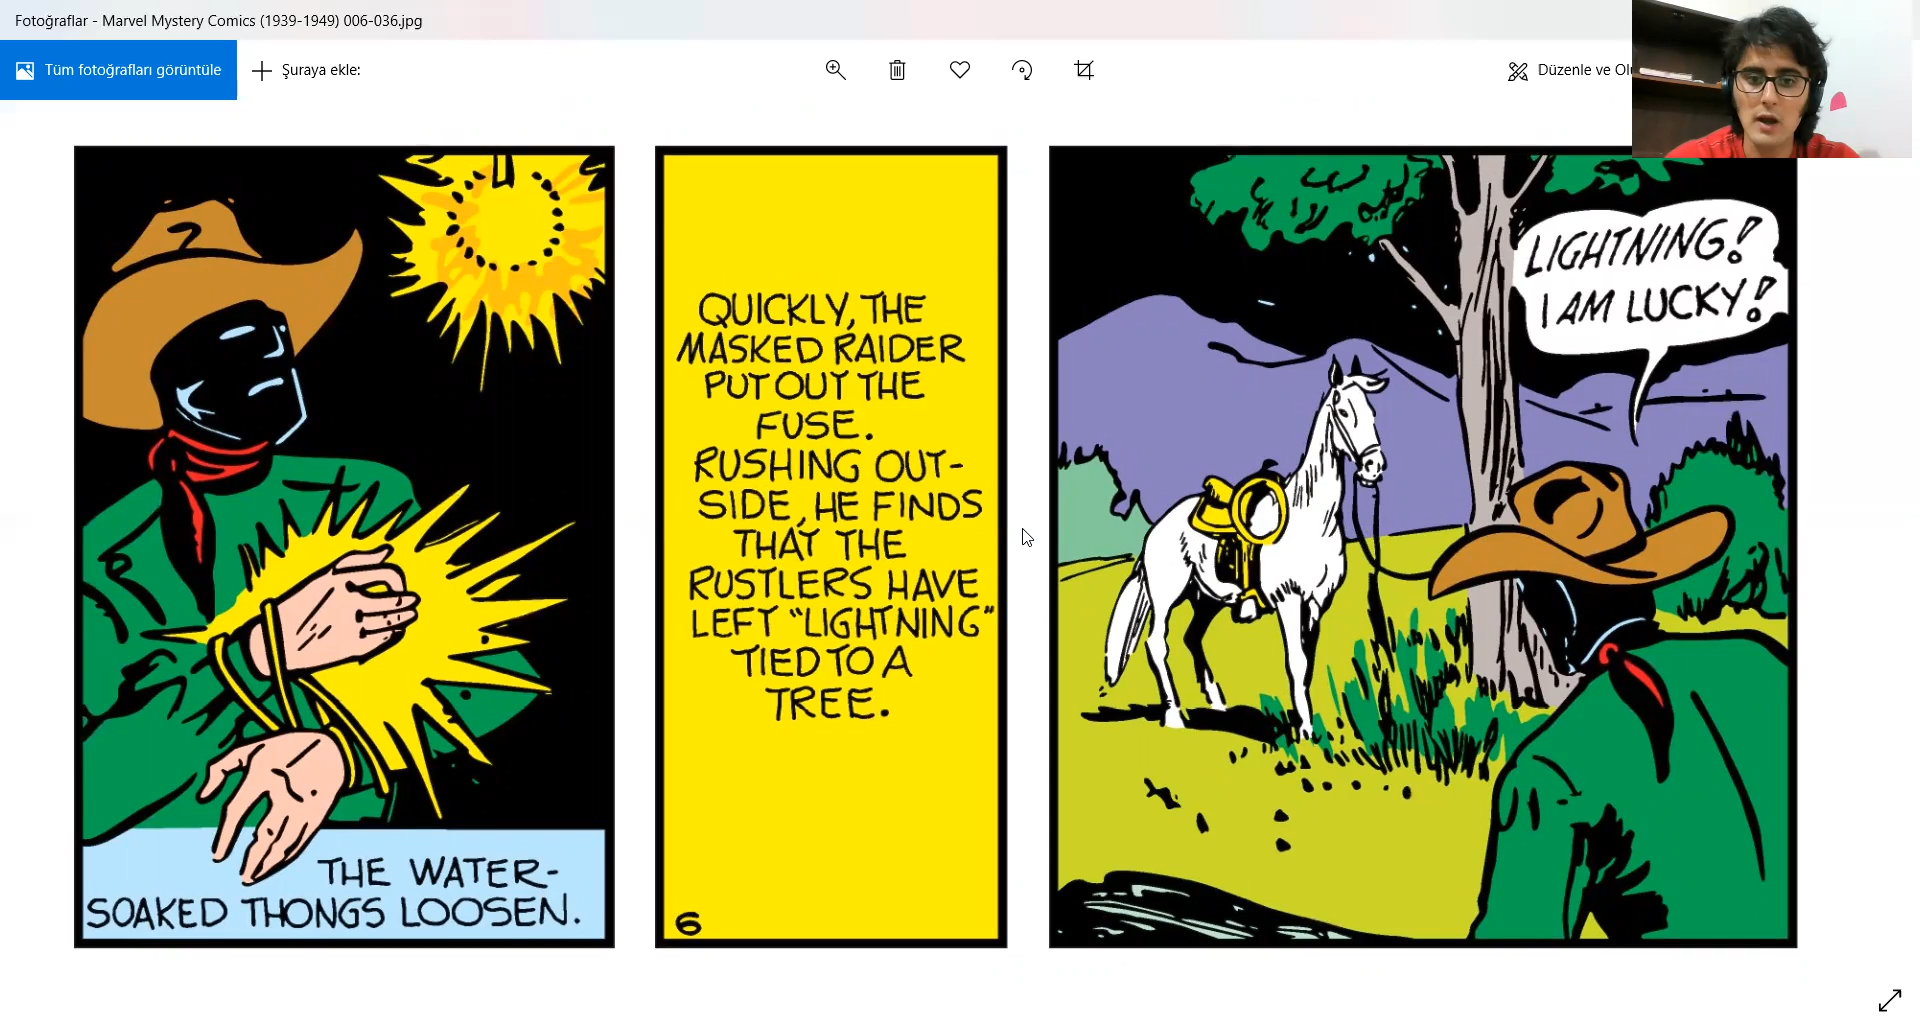 Fotoğraflar - Marvel Mystery Comics (1939-1949) 006-036.jpg
Tüm fotoğrafları görüntüle
Şuraya ekle:
Düzenle ve
THE WATER-
SOAKED THONGS LOOSEN.
QUICKLY, THE
MASKED RAIDER
PUT OUT THE
FUSE.
RUSHING OUT-
SIDE, HE FINDS
THAT THE
RUSTLERS HAVE
LEFT "LIGHTNING"
TIED TO A
TREE.
6
LIGHTNING!
I AM LUCKY!